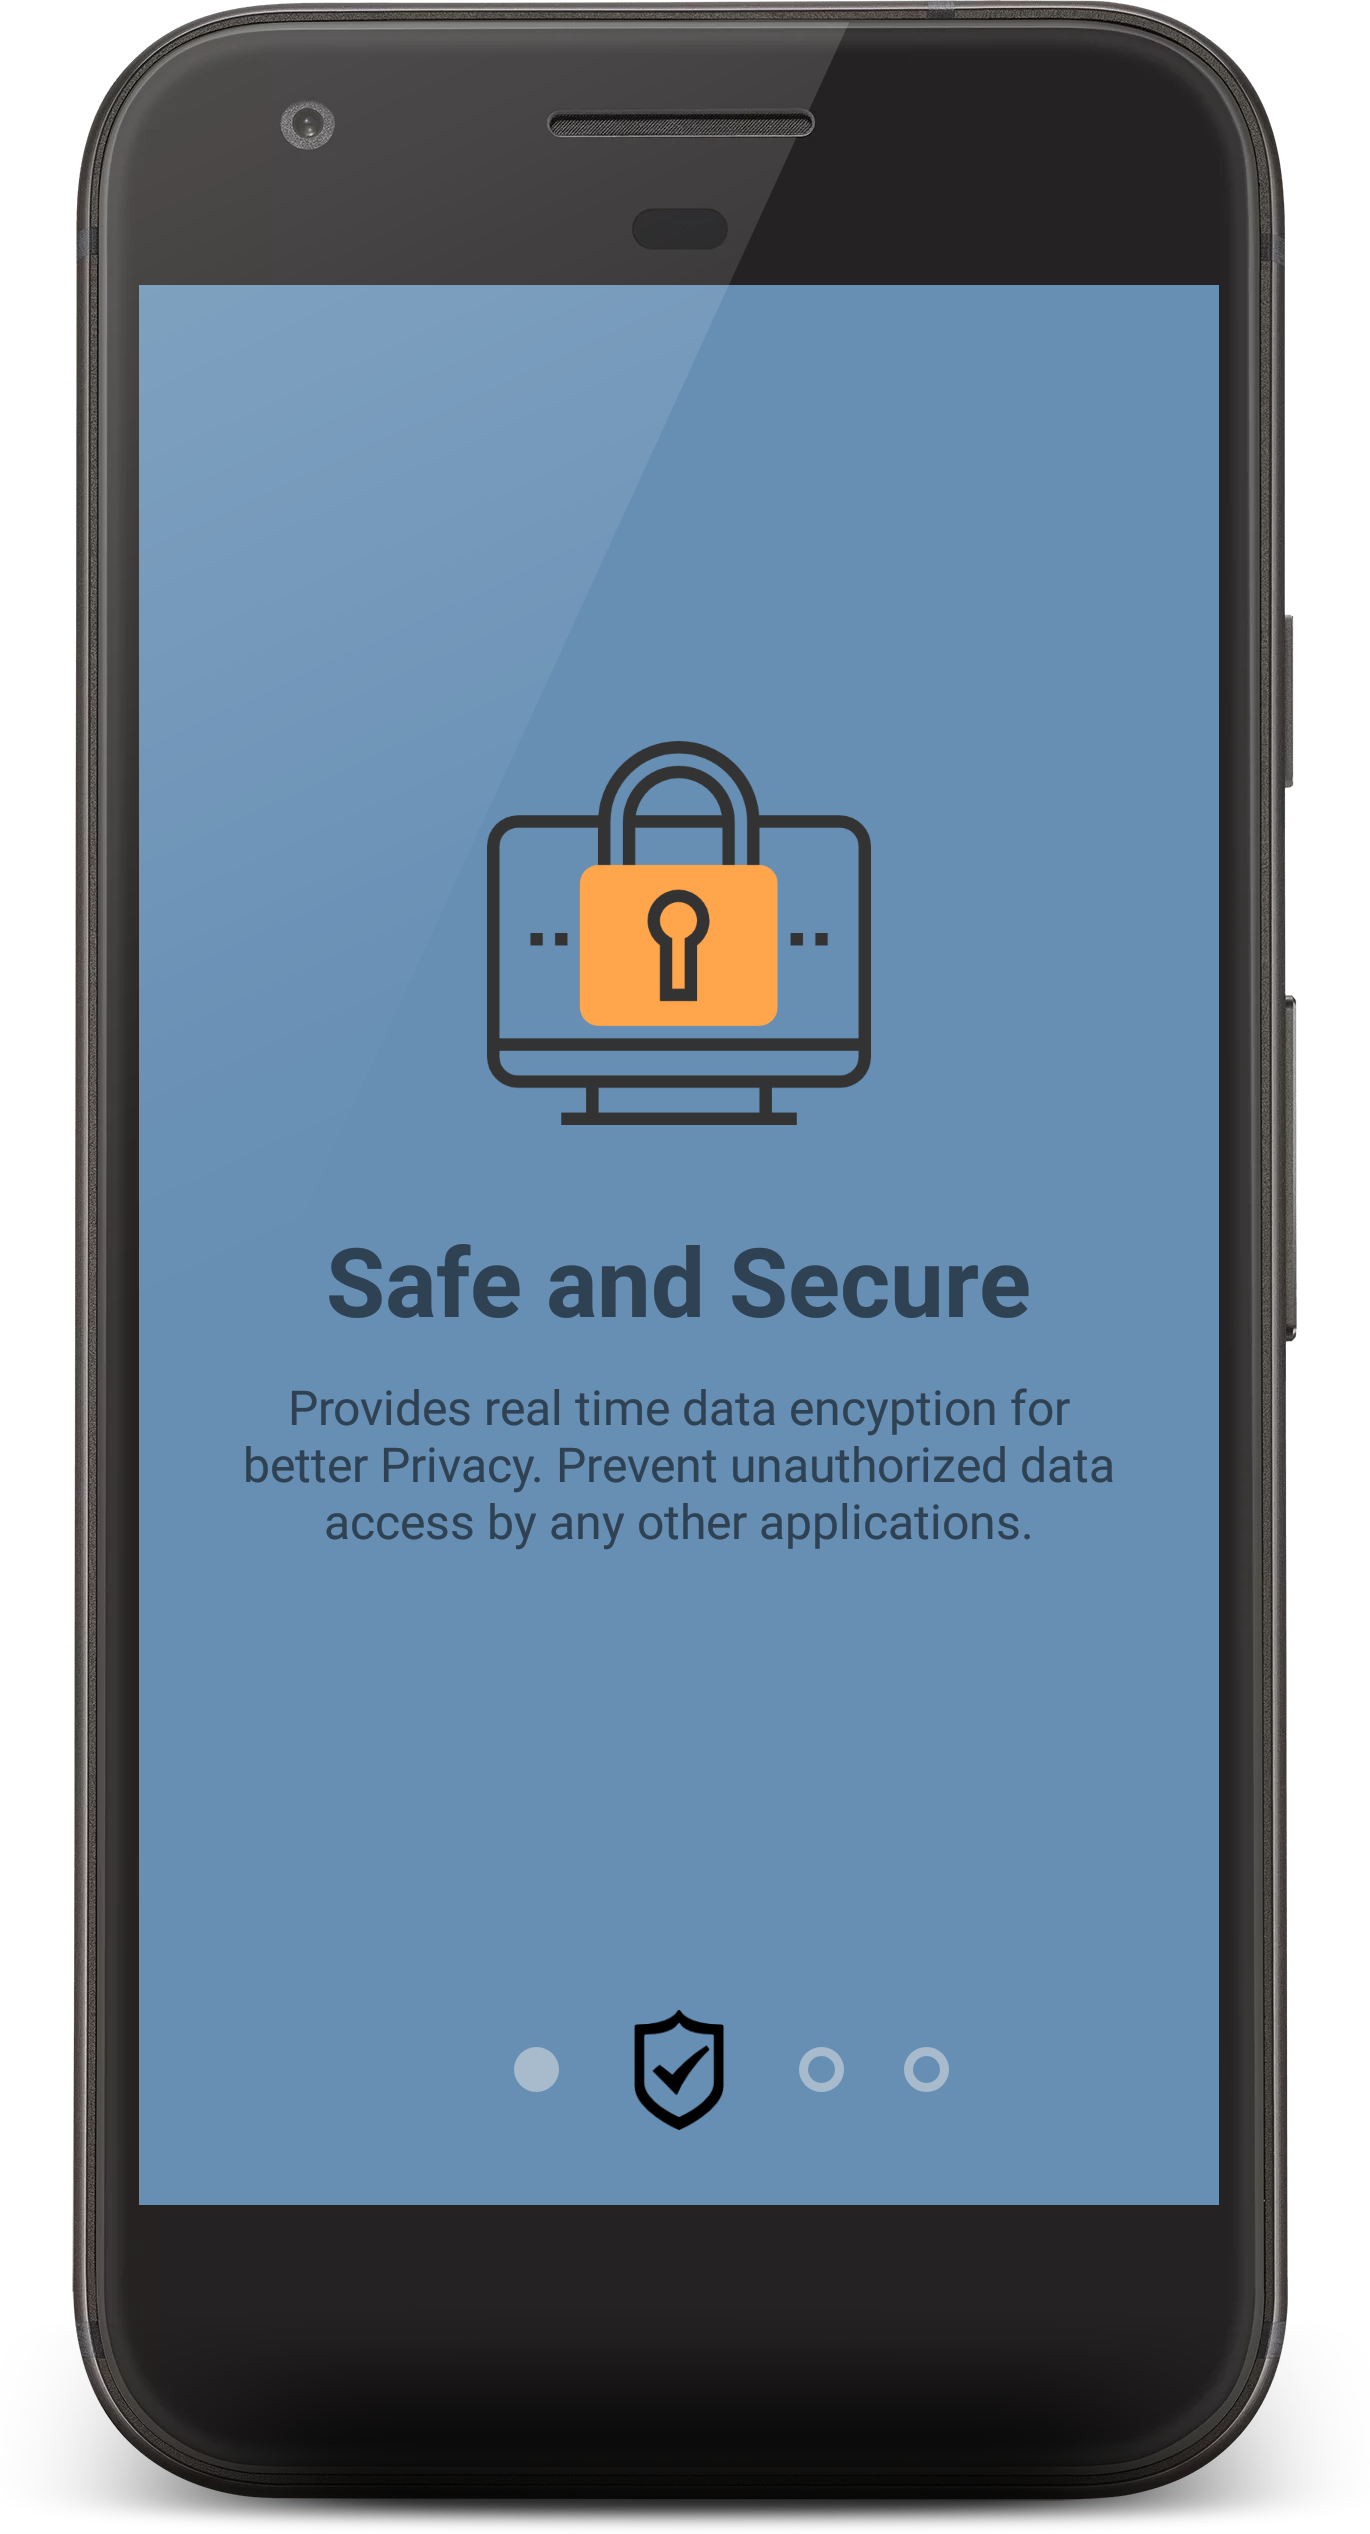 Safe and Secure
Provides real time data encyption for
better Privacy. Prevent unauthorized data
access by any other applications.